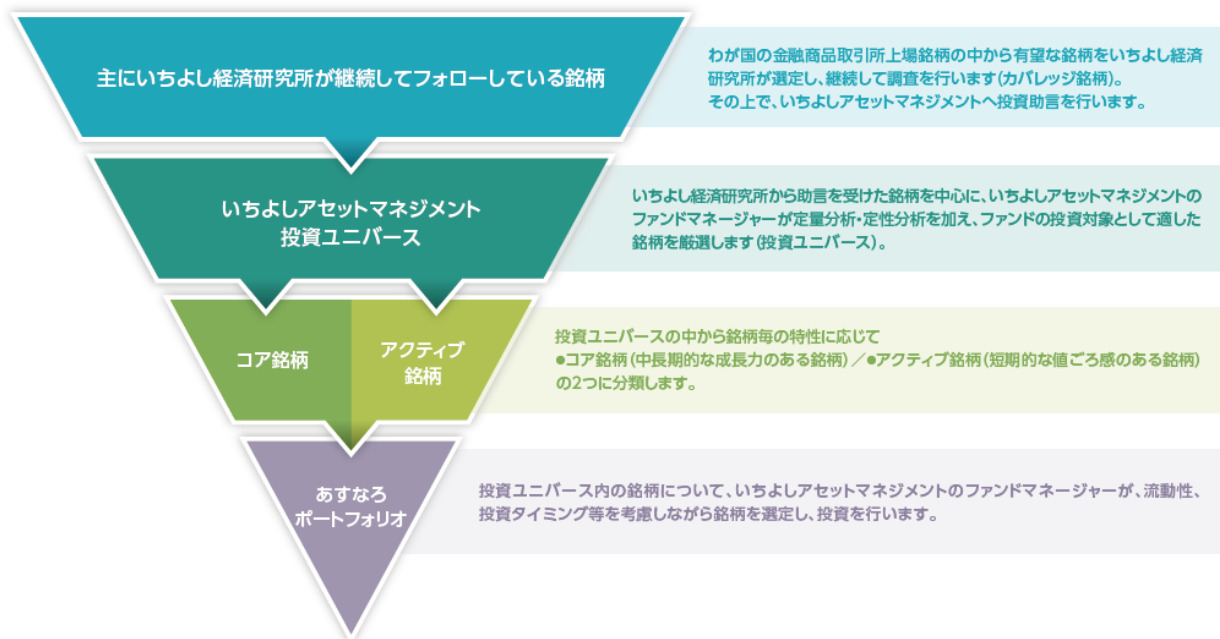 主にいちよし経済研究所が継続してフォローしている銘柄
わが国の金融商品取引所上場銘柄の中から有望な銘柄をいちよし経済
研究所が選定し、継続して調査を行います(カバレッジ銘柄)。
その上で、いちよしアセットマネジメントへ投資助言を行います。
いちよしアセットマネジメント
投資ユニバース
いちよし経済研究所から助言を受けた銘柄を中心に、いちよしアセットマネジメントの
ファンドマネージャーが定量分析・定性分析を加え、ファンドの投資対象として適した
銘柄を厳選します(投資ユニバース)。
コア銘柄
アクティブ
銘柄
投資ユニバースの中から銘柄毎の特性に応じて
●コア銘柄(中長期的な成長力のある銘柄)/●アクティブ銘柄(短期的な値ごろ感のある銘柄)
の2つに分類します。
あすなろ
ポートフォリオ
投資ユニバース内の銘柄について、いちよしアセットマネジメントのファンドマネージャーが、流動性、
投資タイミング等を考慮しながら銘柄を選定し、投資を行います。